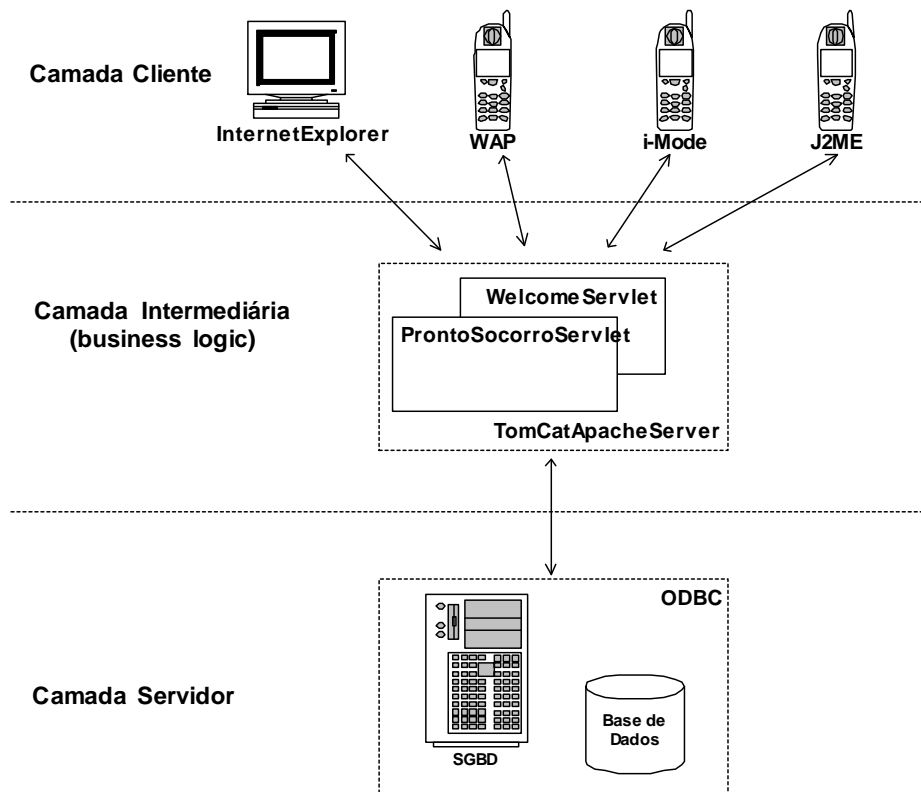 Camada Cliente
InternetExplorer
WAP
i-Mode
J2ME
Camada Intermediária
(business logic)
WelcomeServlet
ProntoSocorroServlet
TomCatApacheServer
ODBC
Camada Servidor
SGBD
Base de
Dados